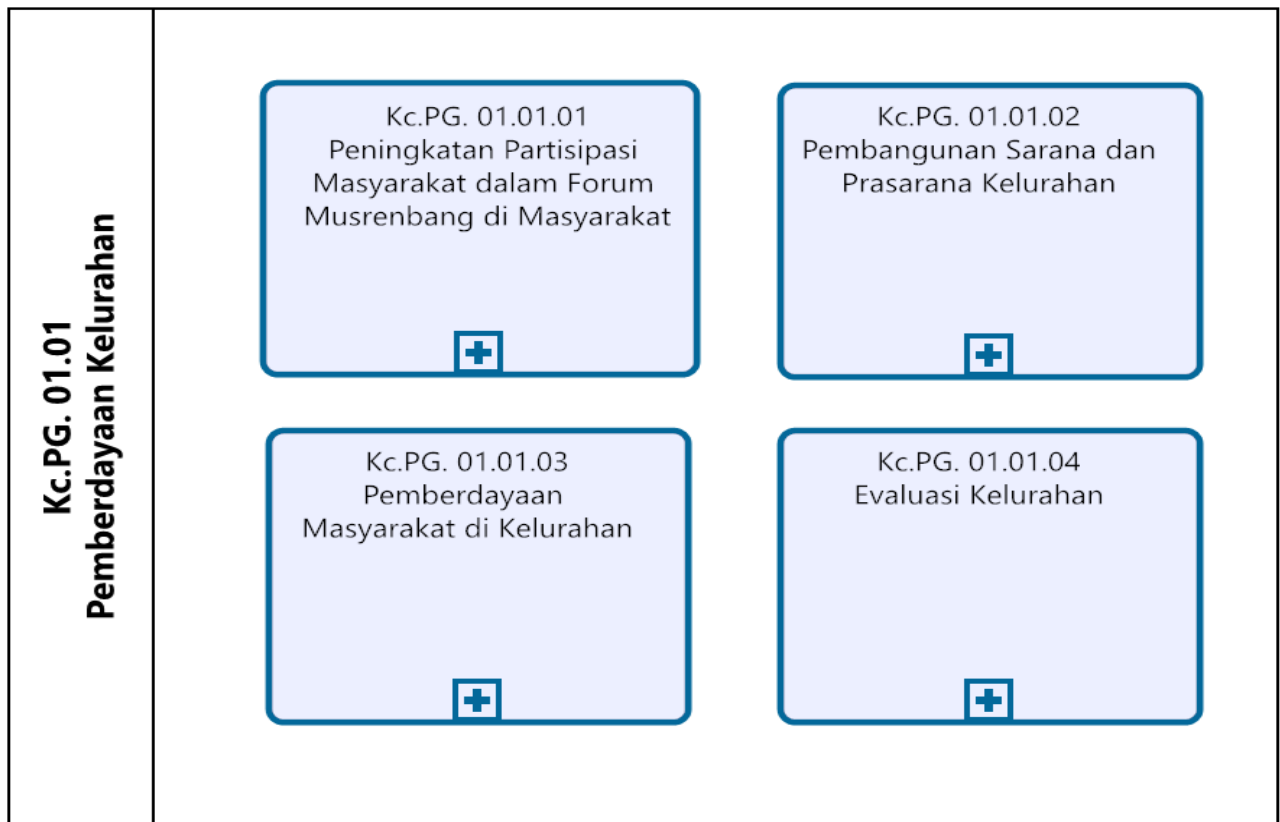 Kc.PG. 01.01
Pemberdayaan Kelurahan
Kc.PG. 01.01.01
Peningkatan Partisipasi
Masyarakat dalam Forum
Musrenbang di Masyarakat
Kc.PG. 01.01.02
Pembangunan Sarana dan
Prasarana Kelurahan
Kc.PG. 01.01.03
Pemberdayaan
Masyarakat di Kelurahan
Kc.PG. 01.01.04
Evaluasi Kelurahan